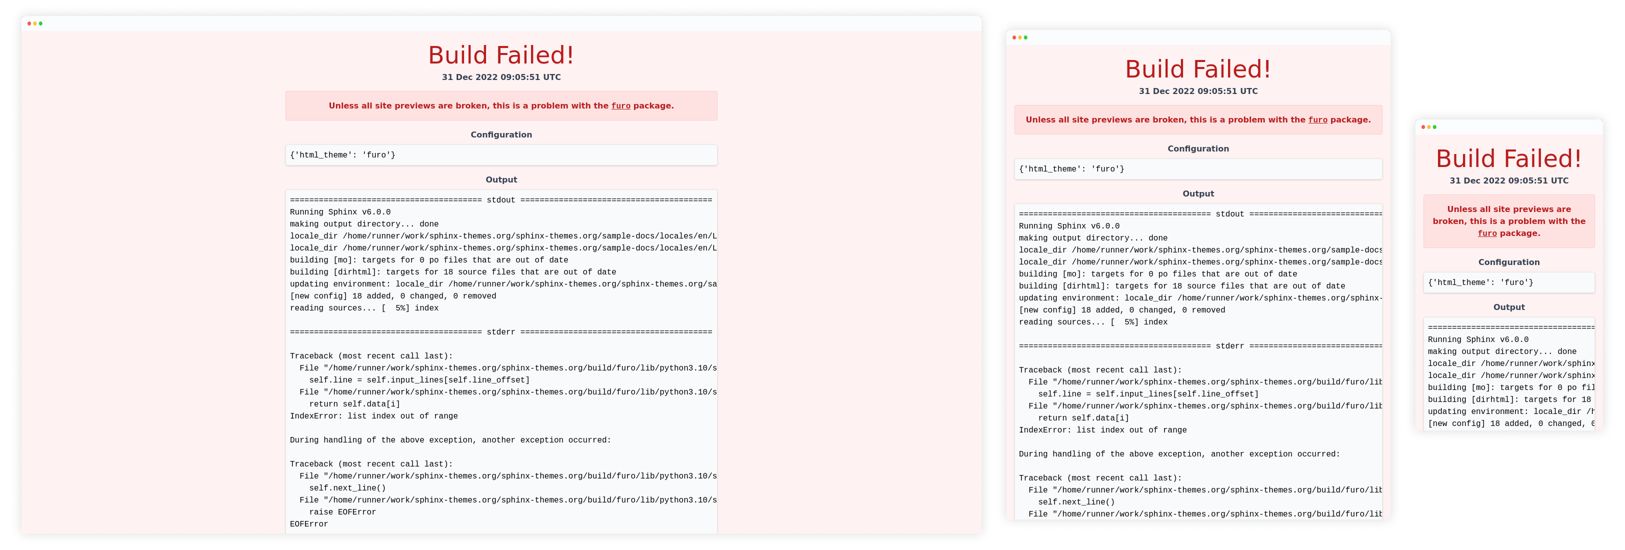 Build Failed!
31 Dec 2022 09:05:51 UTC
Unless all site previews are broken, this is a problem with the furo package.
Configuration
{'html_theme': 'furo'}
Output
======================================== stdout ========================================
Running Sphinx v6.0.0
making output directory... done
locale_dir /home/runner/work/sphinx-themes.org/sphinx-themes.org/sample-docs/locales/en/L
locale_dir /home/runner/work/sphinx-themes.org/sphinx-themes.org/sample-docs/locales/en/L
building [mo]: targets for 0 po files that are out of date
building [dirhtml]: targets for 18 source files that are out of date
updating environment: locale_dir /home/runner/work/sphinx-themes.org/sphinx-themes.org/sa
[new config] 18 added, 0 changed, 0 removed
reading sources... [  5%] index
======================================== stderr ========================================
Traceback (most recent call last):
  File "/home/runner/work/sphinx-themes.org/sphinx-themes.org/build/furo/lib/python3.10/s
    self.line = self.input_lines[self.line_offset]
  File "/home/runner/work/sphinx-themes.org/sphinx-themes.org/build/furo/lib/python3.10/s
    return self.data[i]
IndexError: list index out of range
During handling of the above exception, another exception occurred:
Traceback (most recent call last):
  File "/home/runner/work/sphinx-themes.org/sphinx-themes.org/build/furo/lib/python3.10/s
    self.next_line()
  File "/home/runner/work/sphinx-themes.org/sphinx-themes.org/build/furo/lib/python3.10/s
    raise EOFError
EOFError
Build Failed!
31 Dec 2022 09:05:51 UTC
Unless all site previews are broken, this is a problem with the furo package.
Configuration
{'html_theme': 'furo'}
Output
======================================== stdout ============================
Running Sphinx v6.0.0
making output directory... done
locale_dir /home/runner/work/sphinx-themes.org/sphinx-themes.org/sample-docs
locale_dir /home/runner/work/sphinx-themes.org/sphinx-themes.org/sample-docs
building [mo]: targets for 0 po files that are out of date
building [dirhtml]: targets for 18 source files that are out of date
updating environment: locale_dir /home/runner/work/sphinx-themes.org/sphinx-
[new config] 18 added, 0 changed, 0 removed
reading sources... [  5%] index
======================================== stderr ============================
Traceback (most recent call last):
  File "/home/runner/work/sphinx-themes.org/sphinx-themes.org/build/furo/lib
    self.line = self.input_lines[self.line_offset]
  File "/home/runner/work/sphinx-themes.org/sphinx-themes.org/build/furo/lib
    return self.data[i]
IndexError: list index out of range
During handling of the above exception, another exception occurred:
Traceback (most recent call last):
  File "/home/runner/work/sphinx-themes.org/sphinx-themes.org/build/furo/lib
    self.next_line()
  File "/home/runner/work/sphinx-themes.org/sphinx-themes.org/build/furo/lib
Build Failed!
31 Dec 2022 09:05:51 UTC
Unless all site previews are
broken, this is a problem with the
furo package.
Configuration
{'html_theme': 'furo'}
Output
===================================
Running Sphinx v6.0.0
making output directory... done
locale_dir /home/runner/work/sphinx
locale_dir /home/runner/work/sphinx
building [mo]: targets for 0 po fil
building [dirhtml]: targets for 18
updating environment: locale_dir /h
[new config] 18 added, 0 changed, 0